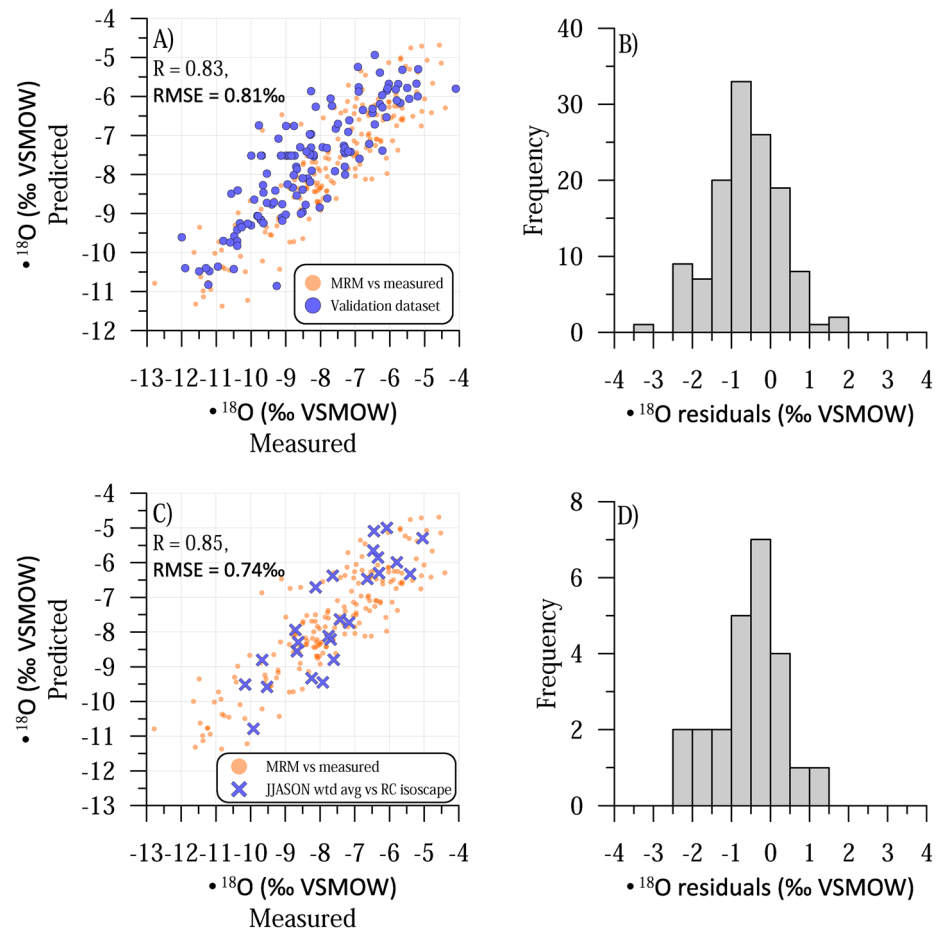 A)
R = 0.83,
RMSE = 0.81‰
-4
-5
-6
-7
-8
-9
-10
-11
-12
• ¹⁸O (‰ VSMOW)
Predicted
MRM vs measured
Validation dataset
-13 -12 -11 -10 -9 -8 -7 -6 -5 -4
• ¹⁸O (‰ VSMOW)
Measured
B)
40
30
20
10
0
Frequency
-4 -3 -2 -1 0 1 2 3 4
• ¹⁸O residuals (‰ VSMOW)
C)
R = 0.85,
RMSE = 0.74‰
-4
-5
-6
-7
-8
-9
-10
-11
-12
-13
• ¹⁸O (‰ VSMOW)
Predicted
MRM vs measured
JJASON wtd avg vs RC isoscape
-13 -12 -11 -10 -9 -8 -7 -6 -5 -4
• ¹⁸O (‰ VSMOW)
Measured
D)
8
6
4
2
0
Frequency
-4 -3 -2 -1 0 1 2 3 4
• ¹⁸O residuals (‰ VSMOW)